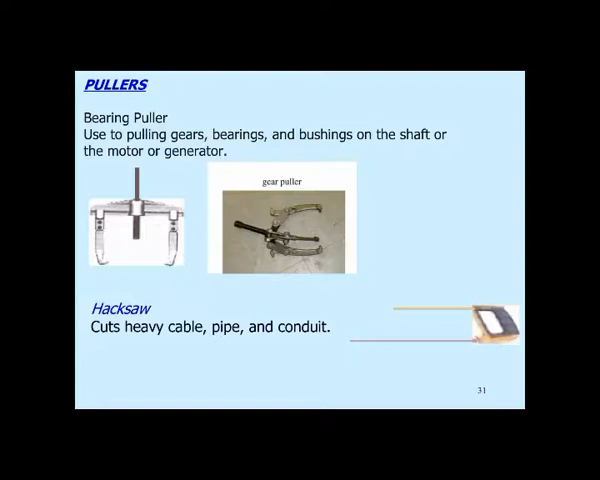 PULLERS
Bearing Puller
Use to pulling gears, bearings, and bushings on the shaft or
the motor or generator.
gear puller
Hacksaw
Cuts heavy cable, pipe, and conduit.
31